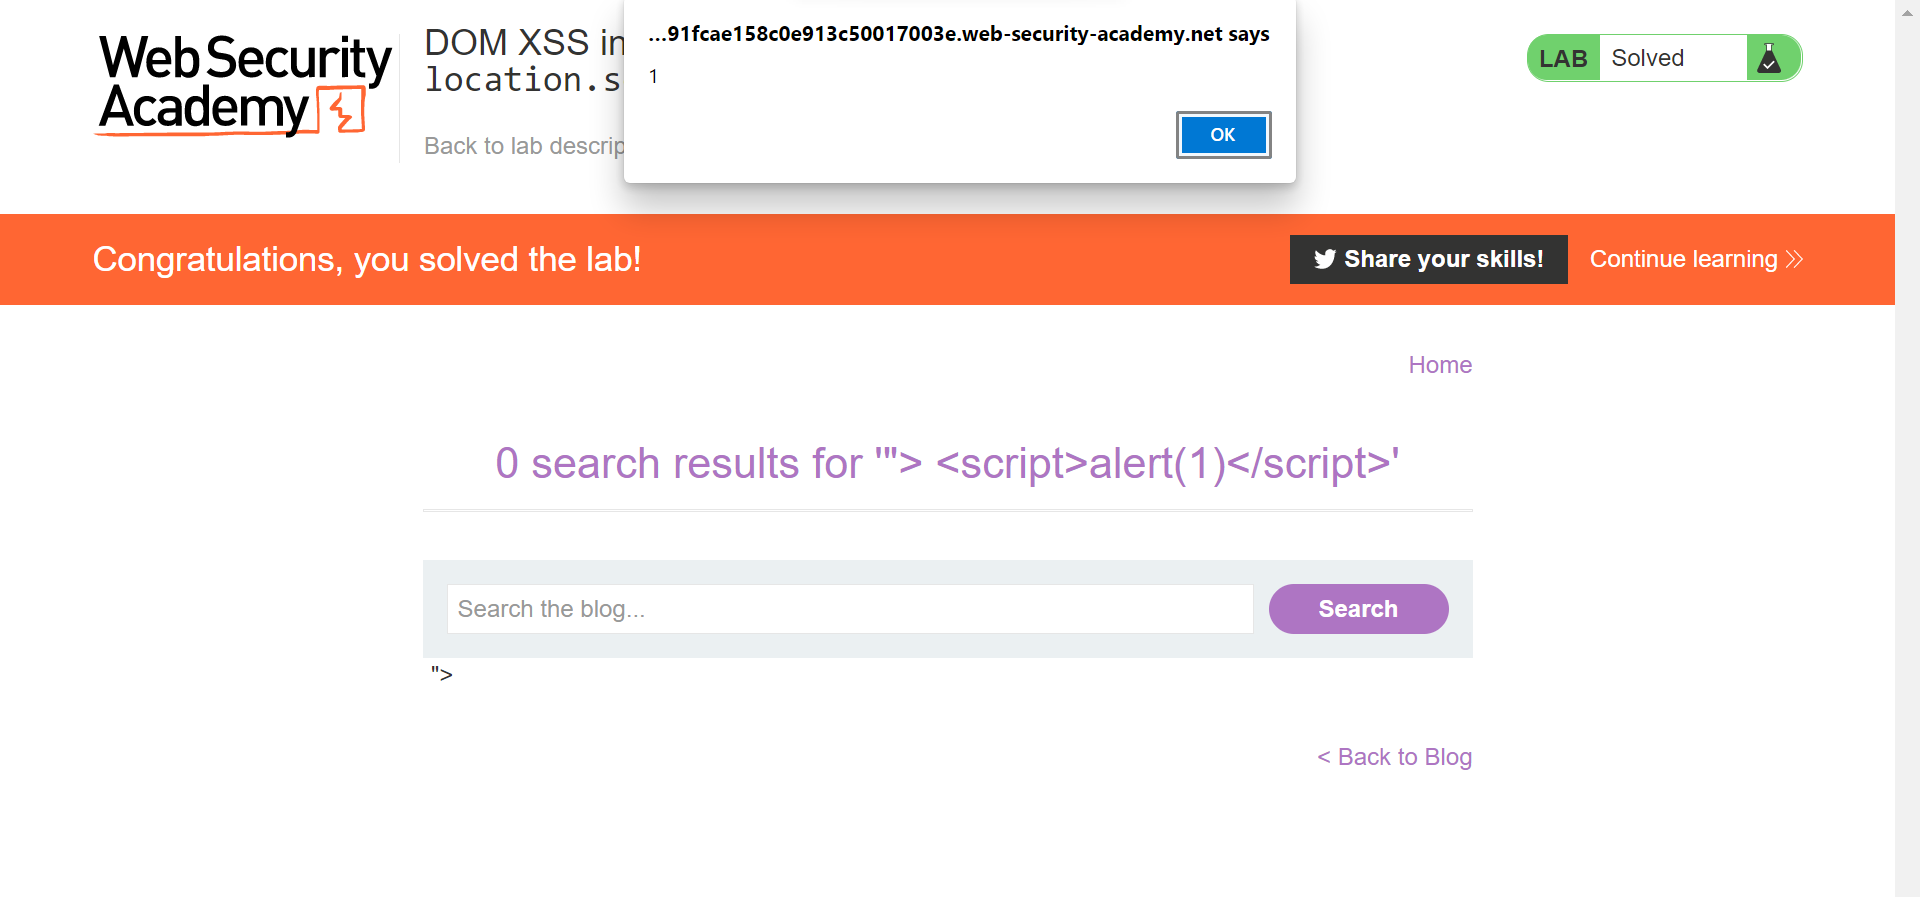 Web Security
Academy
DOM XSS in
location.s
Back to lab descrip
...91fcae158c0e913c50017003e.web-security-academy.net says
1
OK
LAB Solved
Congratulations, you solved the lab!
Share your skills!
Continue learning
Home
0 search results for '"> <script>alert(1)</script>'
Search the blog...
Search
">
< Back to Blog